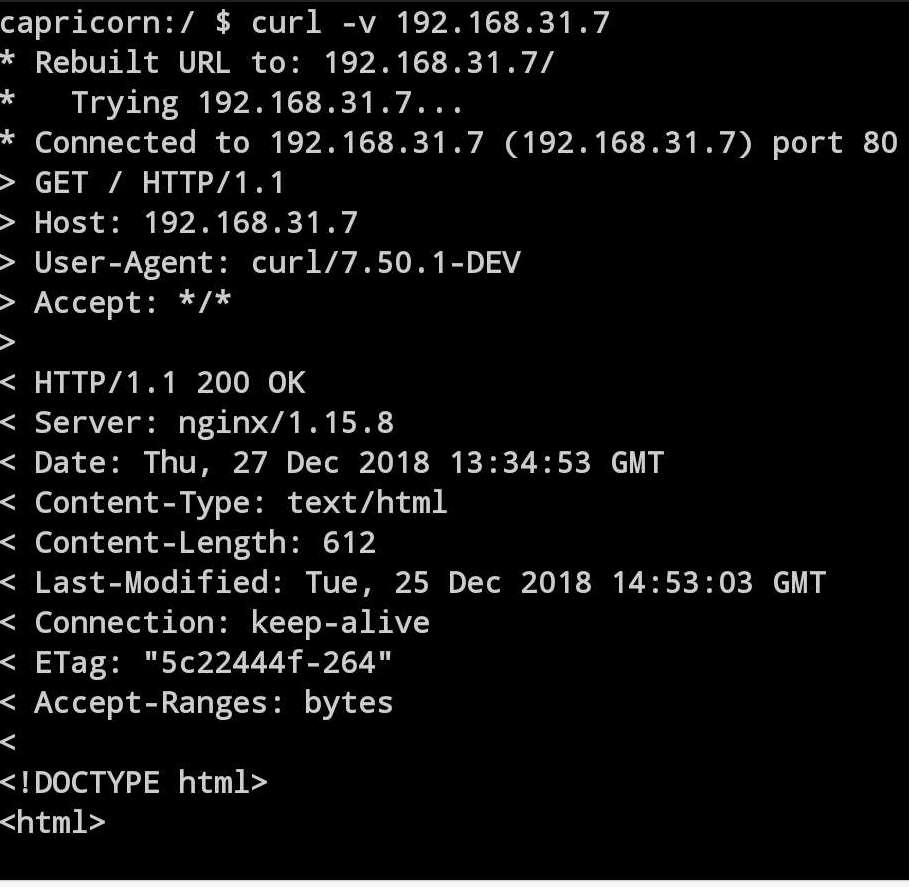 capricorn:/ $ curl -v 192.168.31.7
* Rebuilt URL to: 192.168.31.7/
*   Trying 192.168.31.7...
* Connected to 192.168.31.7 (192.168.31.7) port 80
> GET / HTTP/1.1
> Host: 192.168.31.7
> User-Agent: curl/7.50.1-DEV
> Accept: */*
>
< HTTP/1.1 200 OK
< Server: nginx/1.15.8
< Date: Thu, 27 Dec 2018 13:34:53 GMT
< Content-Type: text/html
< Content-Length: 612
< Last-Modified: Tue, 25 Dec 2018 14:53:03 GMT
< Connection: keep-alive
< ETag: "5c22444f-264"
< Accept-Ranges: bytes
<
<!DOCTYPE html>
<html>